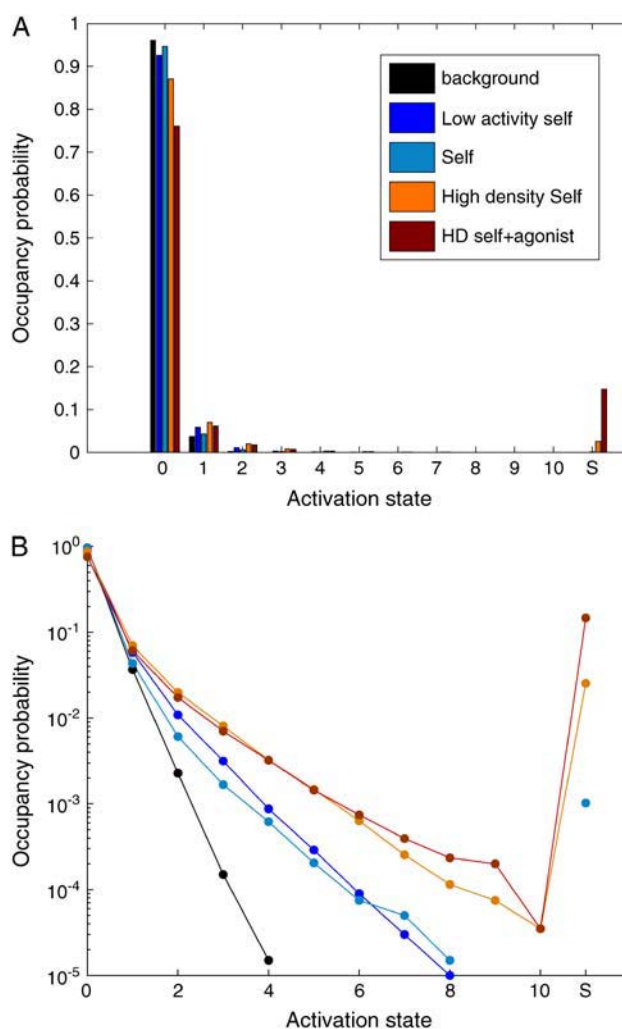 A
1
0.9
0.8
0.7
0.6
0.5
0.4
0.3
0.2
0.1
0
Occupancy probability
background
Low activity self
Self
High density Self
HD self+agonist
0 1 2 3 4 5 6 7 8 9 10 S
Activation state
B
10⁰
10⁻¹
10⁻²
10⁻³
10⁻⁴
10⁻⁵
Occupancy probability
0 2 4 6 8 10 S
Activation state